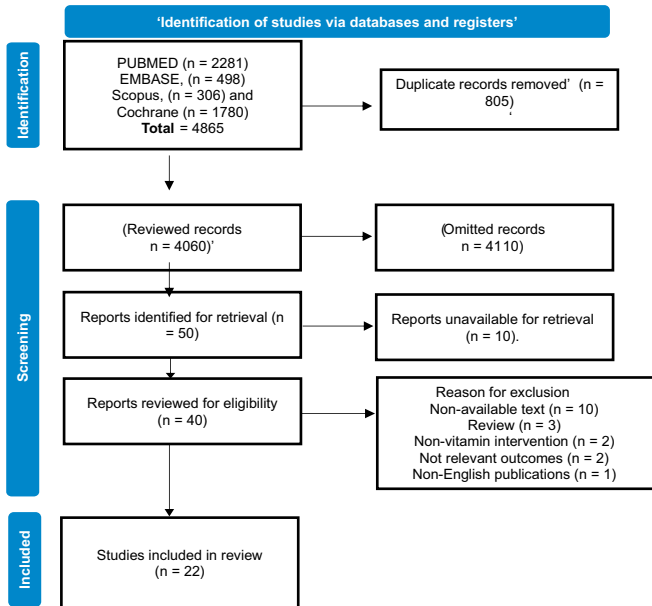 ‘Identification of studies via databases and registers’
Identification
PUBMED (n = 2281)
EMBASE, (n = 498)
Scopus, (n = 306) and
Cochrane (n = 1780)
Total = 4865
Duplicate records removed’ (n =
805)
‘
Screening
(Reviewed records
n = 4060)’
(Omitted records
n = 4110)
Reports identified for retrieval (n
= 50)
Reports unavailable for retrieval
(n = 10).
Reports reviewed for eligibility
(n = 40)
Reason for exclusion
Non-available text (n = 10)
Review (n = 3)
Non-vitamin intervention (n = 2)
Not relevant outcomes (n = 2)
Non-English publications (n = 1)
Included
Studies included in review
(n = 22)